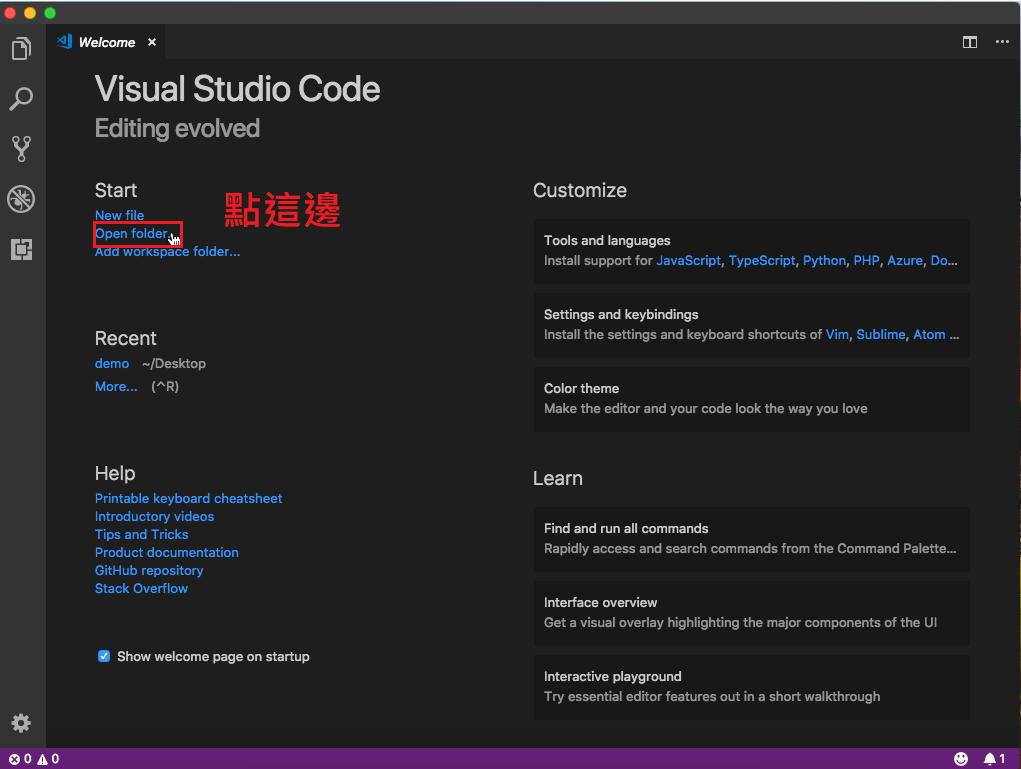 Welcome
Visual Studio Code
Editing evolved
Start
點這邊
New file
Open folder
Add workspace folder...
Recent
demo ~/Desktop
More... (^R)
Help
Printable keyboard cheatsheet
Introductory videos
Tips and Tricks
Product documentation
GitHub repository
Stack Overflow
Show welcome page on startup
Customize
Tools and languages
Install support for JavaScript, TypeScript, Python, PHP, Azure, Do...
Settings and keybindings
Install the settings and keyboard shortcuts of Vim, Sublime, Atom ...
Color theme
Make the editor and your code look the way you love
Learn
Find and run all commands
Rapidly access and search commands from the Command Palette...
Interface overview
Get a visual overlay highlighting the major components of the UI
Interactive playground
Try essential editor features out in a short walkthrough
0 0
1